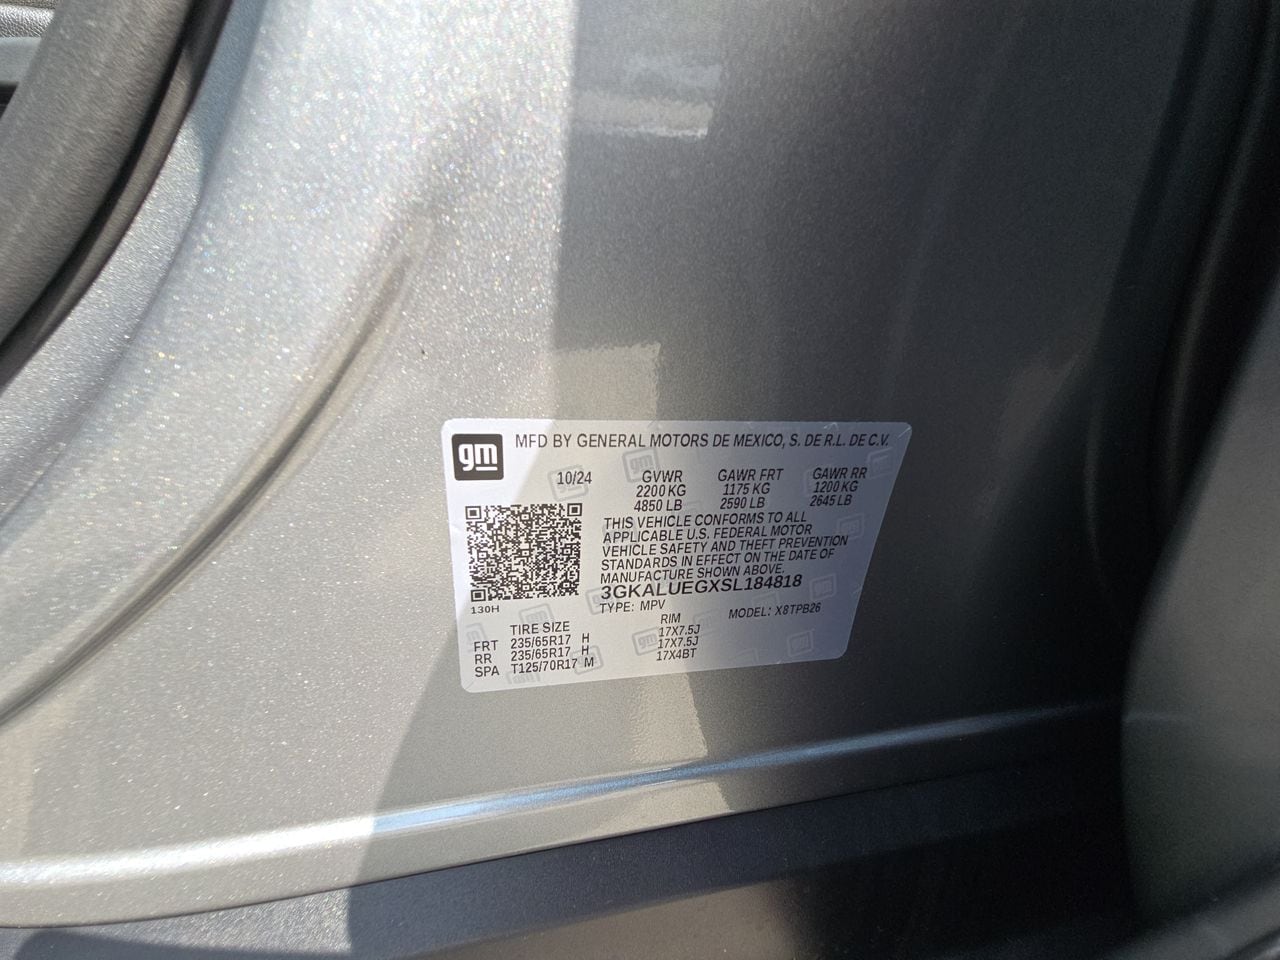 gm MFD BY GENERAL MOTORS DE MEXICO, S. DE R.L. DE C.V.
10/24 GVWR GAWR FRT GAWR RR
2200 KG 1175 KG 1200 KG
4850 LB 2590 LB 2645 LB
THIS VEHICLE CONFORMS TO ALL
APPLICABLE U.S. FEDERAL MOTOR
VEHICLE SAFETY AND THEFT PREVENTION
STANDARDS IN EFFECT ON THE DATE OF
MANUFACTURE SHOWN ABOVE.
3GKALUEGXSL184818
130H TYPE: MPV MODEL: X8TPB26
TIRE SIZE RIM
FRT 235/65R17 H 17X7.5J
RR 235/65R17 H 17X7.5J
SPA T125/70R17 M 17X4BT